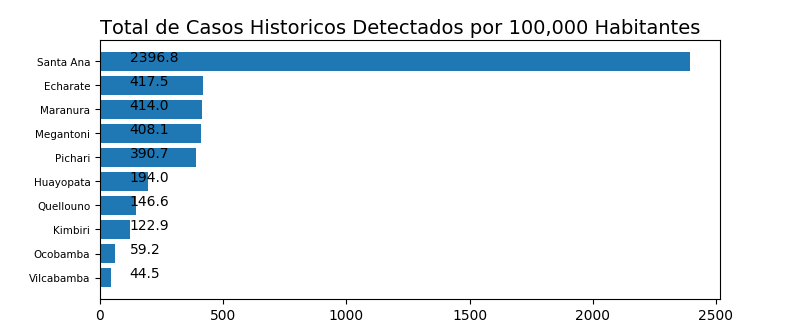 Total de Casos Historicos Detectados por 100,000 Habitantes
Santa Ana 2396.8
Echarate 417.5
Maranura 414.0
Megantoni 408.1
Pichari 390.7
Huayopata 194.0
Quellouno 146.6
Kimbiri 122.9
Ocobamba 59.2
Vilcabamba 44.5
0 500 1000 1500 2000 2500